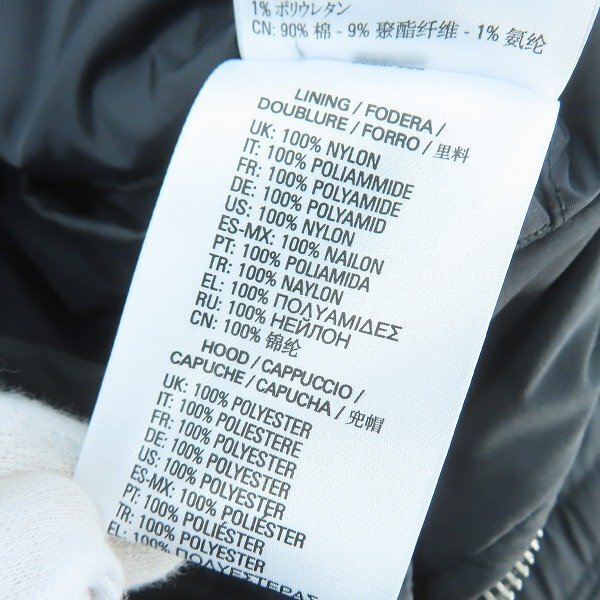 1% ポリウレタン
CN: 90% 棉 - 9% 聚酯纤维 - 1% 氨纶
LINING / FODERA /
DOUBLURE / FORRO / 里料
UK: 100% NYLON
IT: 100% POLIAMMIDE
FR: 100% POLYAMIDE
DE: 100% POLYAMID
US: 100% NYLON
ES-MX: 100% NAILON
PT: 100% POLIAMIDA
TR: 100% NAYLON
EL: 100% ΠΟΛΥΑΜΙΔΕΣ
RU: 100% НЕЙЛОН
CN: 100% 锦纶
HOOD / CAPPUCCIO /
CAPUCHE / CAPUCHA / 兜帽
UK: 100% POLYESTER
IT: 100% POLIESTERE
FR: 100% POLYESTER
DE: 100% POLYESTER
US: 100% POLYESTER
ES-MX: 100% POLIÉSTER
PT: 100% POLIÉSTER
TR: 100% POLYESTER
EL: 100% ΠΟΛΥΕΣΤΕΡΑΣ